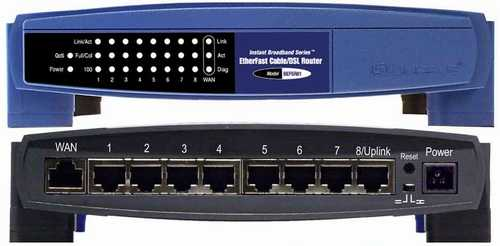 Instant Broadband Series™
EtherFast Cable/DSL Router
Model BEFSR81
Link/Act Link
QoS Full/Col Act
Power 100 Diag
1 2 3 4 5 6 7 8 WAN
WAN 1 2 3 4 5 6 7 8/Uplink Reset Power